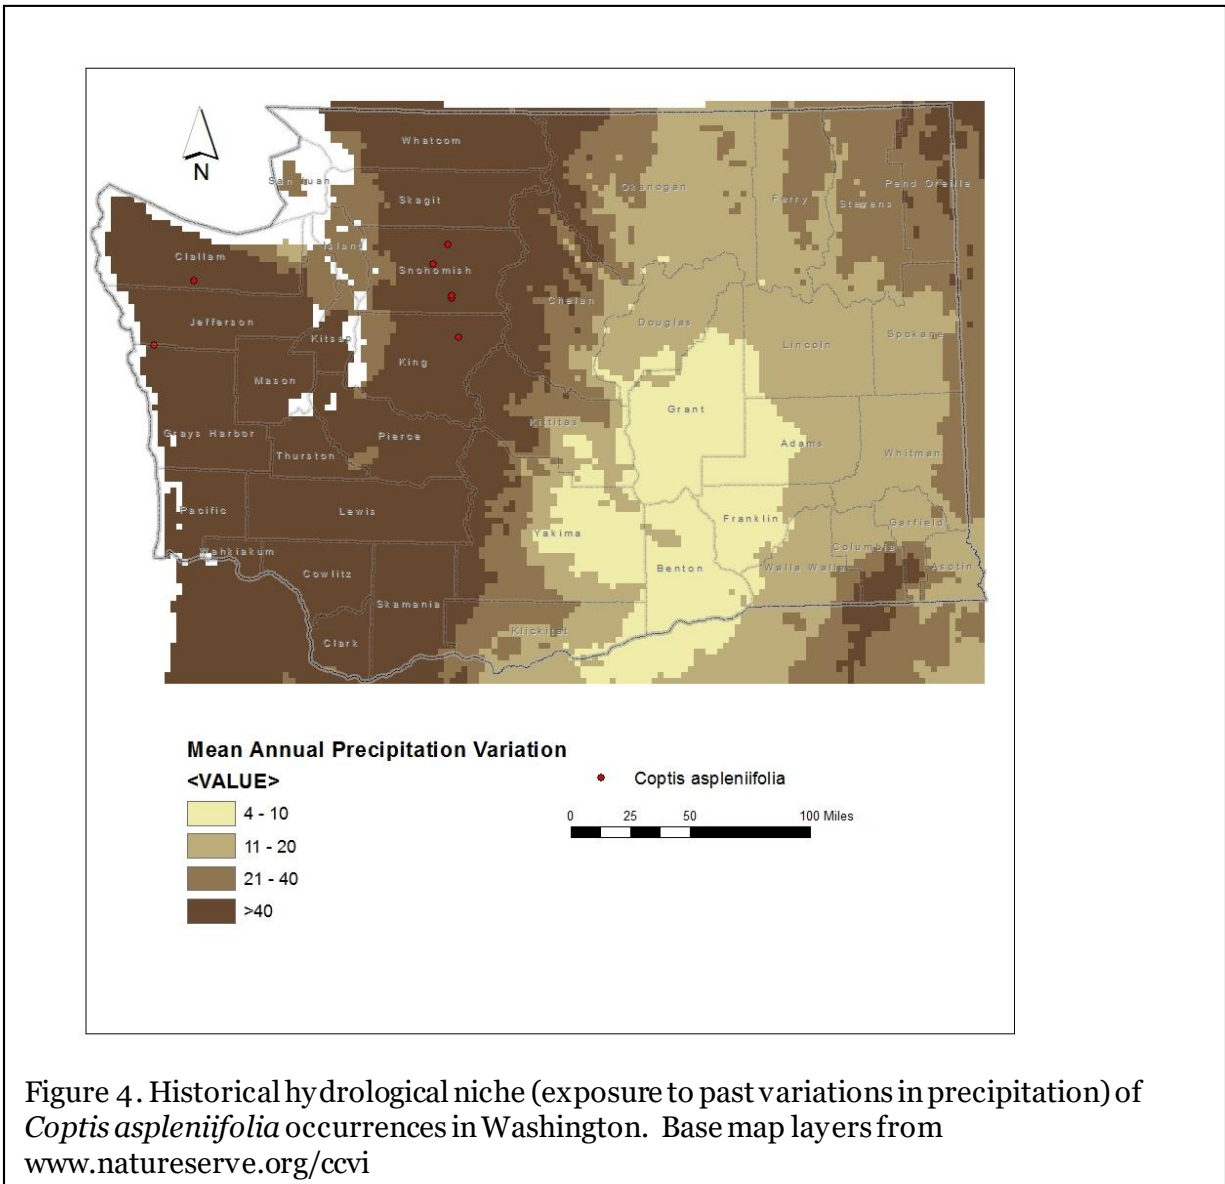 N
Whatcom
San Juan
Skagit
Okanogan
Ferry
Stevens
Pend Oreille
Island
Clallam
Snohomish
Chelan
Jefferson
Kitsap
Douglas
Lincoln
Spokane
King
Mason
Grant
Grays Harbor
Pierce
Kittitas
Adams
Whitman
Thurston
Pacific
Lewis
Yakima
Franklin
Garfield
Wahkiakum
Columbia
Cowlitz
Benton
Walla Walla
Asotin
Skamania
Klickitat
Clark
Mean Annual Precipitation Variation
<VALUE>
4 - 10
11 - 20
21 - 40
>40
Coptis aspleniifolia
0 25 50 100 Miles
Figure 4. Historical hydrological niche (exposure to past variations in precipitation) of
Coptis aspleniifolia occurrences in Washington. Base map layers from
www.natureserve.org/ccvi